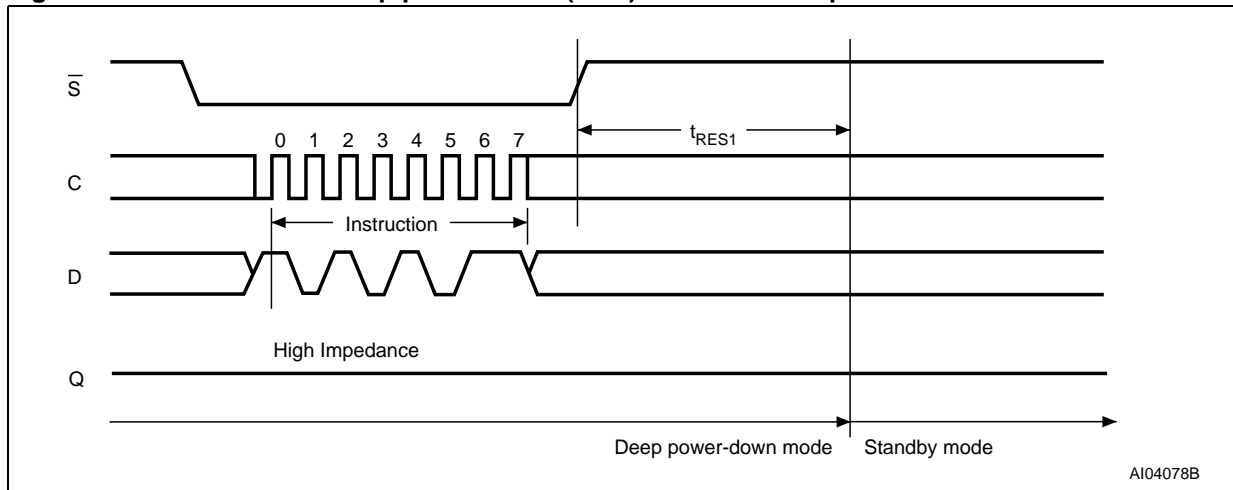 S̅
0 1 2 3 4 5 6 7
tRES1
C
Instruction
D
High Impedance
Q
Deep power-down mode Standby mode
AI04078B